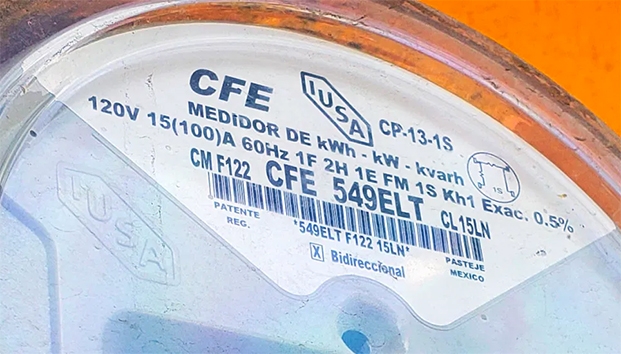 CFE IUSA CP-13-1S
MEDIDOR DE kWh - kW - kvarh
120V 15(100)A 60Hz 1F 2H 1E FM 1S Kh1 Exac. 0.5%
1S
CM F122 CFE 549ELT CL15LN
PATENTE
REG.
*549ELT F122 15LN*
PASTEJE
MEXICO
X Bidireccional
IUSA